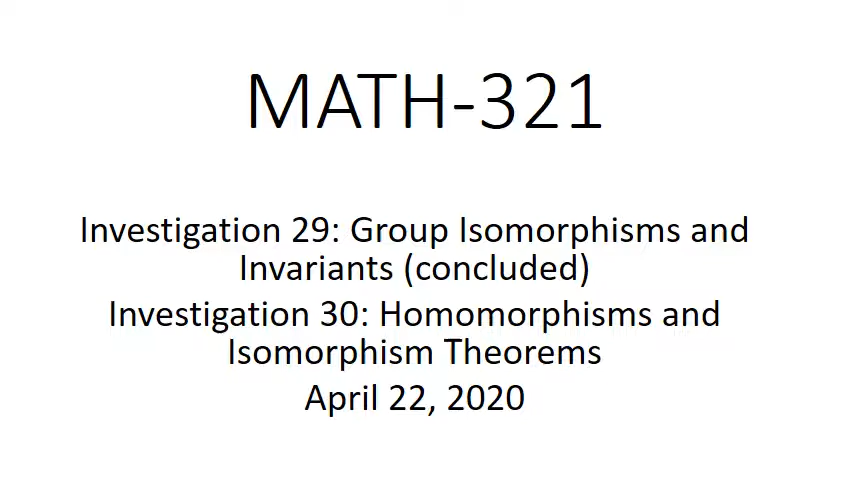 MATH-321
Investigation 29: Group Isomorphisms and
Invariants (concluded)
Investigation 30: Homomorphisms and
Isomorphism Theorems
April 22, 2020